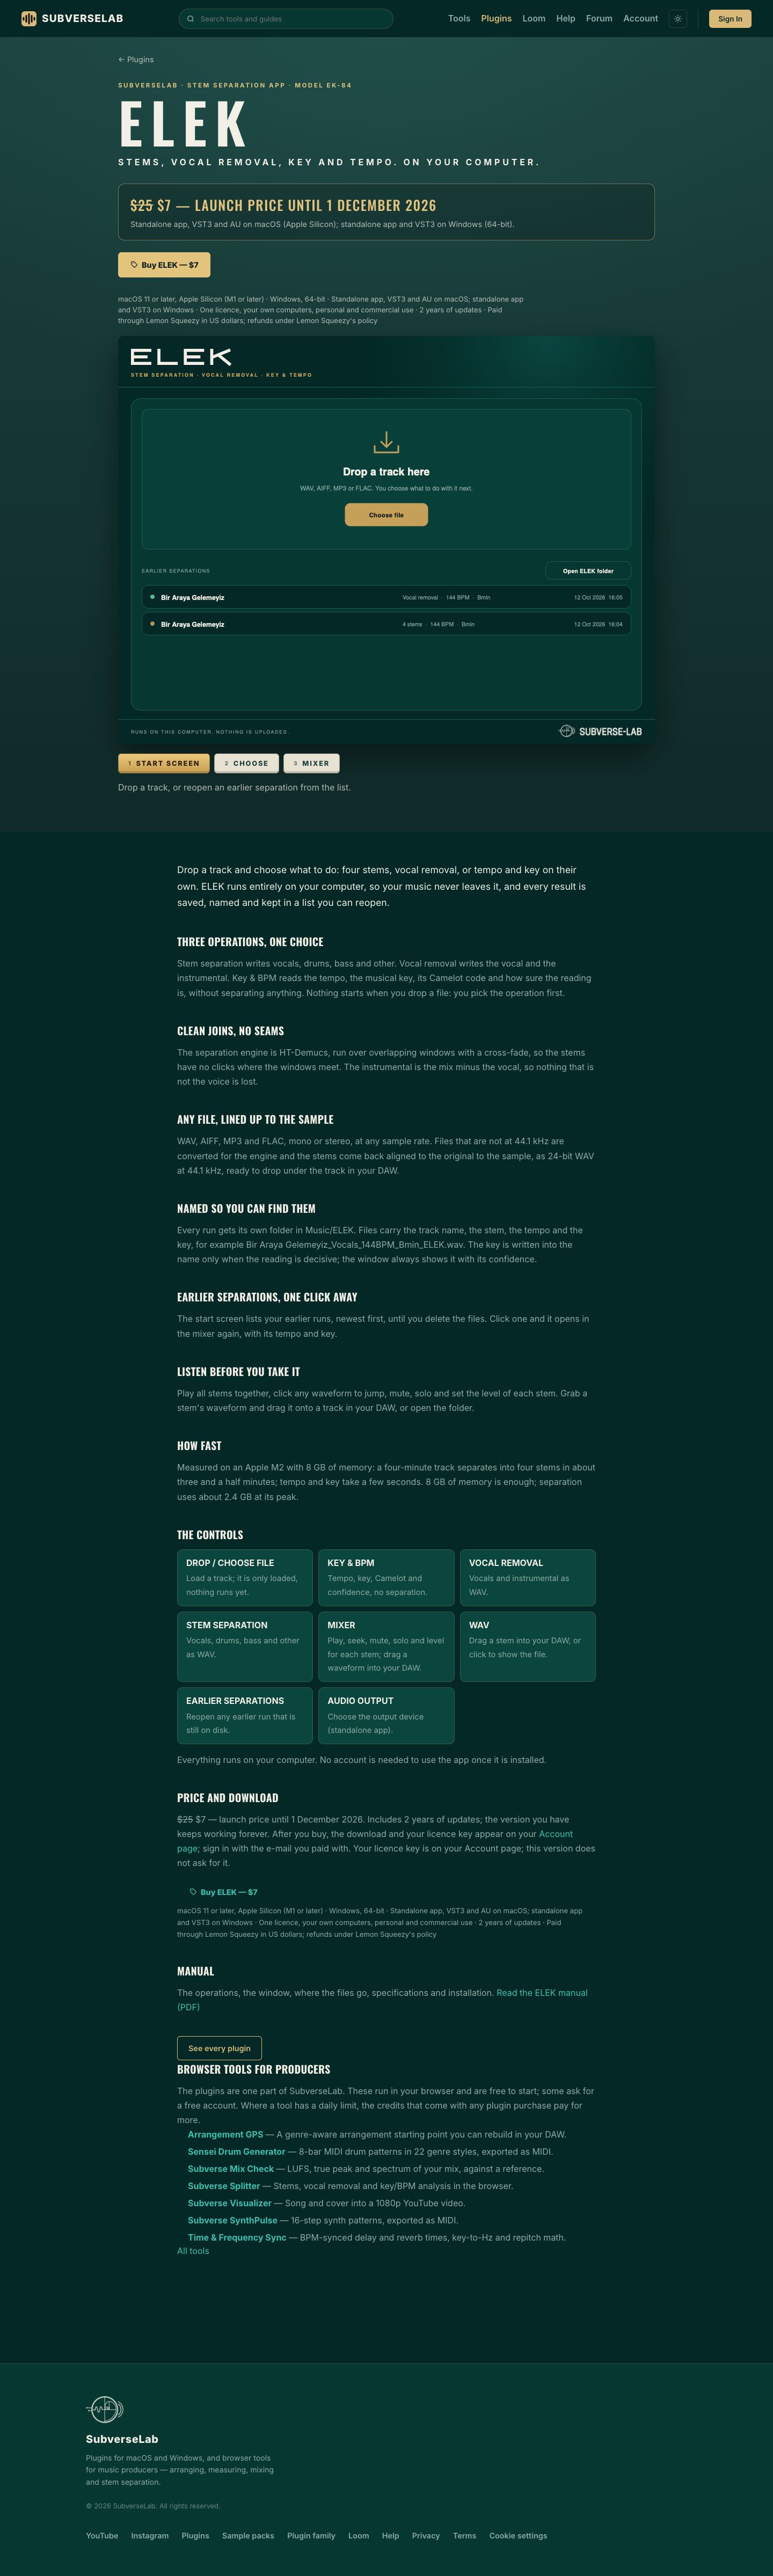 SUBVERSELAB
Search tools and guides
Tools Plugins Loom Help Forum Account
Sign In
← Plugins
SUBVERSELAB · STEM SEPARATION APP · MODEL EK-84
ELEK
STEMS, VOCAL REMOVAL, KEY AND TEMPO. ON YOUR COMPUTER.
$25 $7 — LAUNCH PRICE UNTIL 1 DECEMBER 2026
Standalone app, VST3 and AU on macOS (Apple Silicon); standalone app and VST3 on Windows (64-bit).
Buy ELEK — $7
macOS 11 or later, Apple Silicon (M1 or later) · Windows, 64-bit · Standalone app, VST3 and AU on macOS; standalone app
and VST3 on Windows · One licence, your own computers, personal and commercial use · 2 years of updates · Paid
through Lemon Squeezy in US dollars; refunds under Lemon Squeezy's policy
ELEK
STEM SEPARATION · VOCAL REMOVAL · KEY & TEMPO
Drop a track here
WAV, AIFF, MP3 or FLAC. You choose what to do with it next.
Choose file
EARLIER SEPARATIONS
Open ELEK folder
Bir Araya Gelemeyiz Vocal removal · 144 BPM · Bmin 12 Oct 2026 16:05
Bir Araya Gelemeyiz 4 stems · 144 BPM · Bmin 12 Oct 2026 16:04
RUNS ON THIS COMPUTER. NOTHING IS UPLOADED.
SUBVERSE-LAB
1 START SCREEN 2 CHOOSE 3 MIXER
Drop a track, or reopen an earlier separation from the list.
Drop a track and choose what to do: four stems, vocal removal, or tempo and key on their
own. ELEK runs entirely on your computer, so your music never leaves it, and every result is
saved, named and kept in a list you can reopen.
THREE OPERATIONS, ONE CHOICE
Stem separation writes vocals, drums, bass and other. Vocal removal writes the vocal and the
instrumental. Key & BPM reads the tempo, the musical key, its Camelot code and how sure the reading
is, without separating anything. Nothing starts when you drop a file: you pick the operation first.
CLEAN JOINS, NO SEAMS
The separation engine is HT-Demucs, run over overlapping windows with a cross-fade, so the stems
have no clicks where the windows meet. The instrumental is the mix minus the vocal, so nothing that is
not the voice is lost.
ANY FILE, LINED UP TO THE SAMPLE
WAV, AIFF, MP3 and FLAC, mono or stereo, at any sample rate. Files that are not at 44.1 kHz are
converted for the engine and the stems come back aligned to the original to the sample, as 24-bit WAV
at 44.1 kHz, ready to drop under the track in your DAW.
NAMED SO YOU CAN FIND THEM
Every run gets its own folder in Music/ELEK. Files carry the track name, the stem, the tempo and the
key, for example Bir Araya Gelemeyiz_Vocals_144BPM_Bmin_ELEK.wav. The key is written into the
name only when the reading is decisive; the window always shows it with its confidence.
EARLIER SEPARATIONS, ONE CLICK AWAY
The start screen lists your earlier runs, newest first, until you delete the files. Click one and it opens in
the mixer again, with its tempo and key.
LISTEN BEFORE YOU TAKE IT
Play all stems together, click any waveform to jump, mute, solo and set the level of each stem. Grab a
stem's waveform and drag it onto a track in your DAW, or open the folder.
HOW FAST
Measured on an Apple M2 with 8 GB of memory: a four-minute track separates into four stems in about
three and a half minutes; tempo and key take a few seconds. 8 GB of memory is enough; separation
uses about 2.4 GB at its peak.
THE CONTROLS
DROP / CHOOSE FILE
Load a track; it is only loaded,
nothing runs yet.
KEY & BPM
Tempo, key, Camelot and
confidence, no separation.
VOCAL REMOVAL
Vocals and instrumental as
WAV.
STEM SEPARATION
Vocals, drums, bass and other
as WAV.
MIXER
Play, seek, mute, solo and level
for each stem; drag a
waveform into your DAW.
WAV
Drag a stem into your DAW, or
click to show the file.
EARLIER SEPARATIONS
Reopen any earlier run that is
still on disk.
AUDIO OUTPUT
Choose the output device
(standalone app).
Everything runs on your computer. No account is needed to use the app once it is installed.
PRICE AND DOWNLOAD
$25 $7 — launch price until 1 December 2026. Includes 2 years of updates; the version you have
keeps working forever. After you buy, the download and your licence key appear on your Account
page; sign in with the e-mail you paid with. Your licence key is on your Account page; this version does
not ask for it.
Buy ELEK — $7
macOS 11 or later, Apple Silicon (M1 or later) · Windows, 64-bit · Standalone app, VST3 and AU on macOS; standalone app
and VST3 on Windows · One licence, your own computers, personal and commercial use · 2 years of updates · Paid
through Lemon Squeezy in US dollars; refunds under Lemon Squeezy's policy
MANUAL
The operations, the window, where the files go, specifications and installation. Read the ELEK manual
(PDF)
See every plugin
BROWSER TOOLS FOR PRODUCERS
The plugins are one part of SubverseLab. These run in your browser and are free to start; some ask for
a free account. Where a tool has a daily limit, the credits that come with any plugin purchase pay for
more.
Arrangement GPS — A genre-aware arrangement starting point you can rebuild in your DAW.
Sensei Drum Generator — 8-bar MIDI drum patterns in 22 genre styles, exported as MIDI.
Subverse Mix Check — LUFS, true peak and spectrum of your mix, against a reference.
Subverse Splitter — Stems, vocal removal and key/BPM analysis in the browser.
Subverse Visualizer — Song and cover into a 1080p YouTube video.
Subverse SynthPulse — 16-step synth patterns, exported as MIDI.
Time & Frequency Sync — BPM-synced delay and reverb times, key-to-Hz and repitch math.
All tools
SubverseLab
Plugins for macOS and Windows, and browser tools
for music producers — arranging, measuring, mixing
and stem separation.
© 2026 SubverseLab. All rights reserved.
YouTube Instagram Plugins Sample packs Plugin family Loom Help Privacy Terms Cookie settings